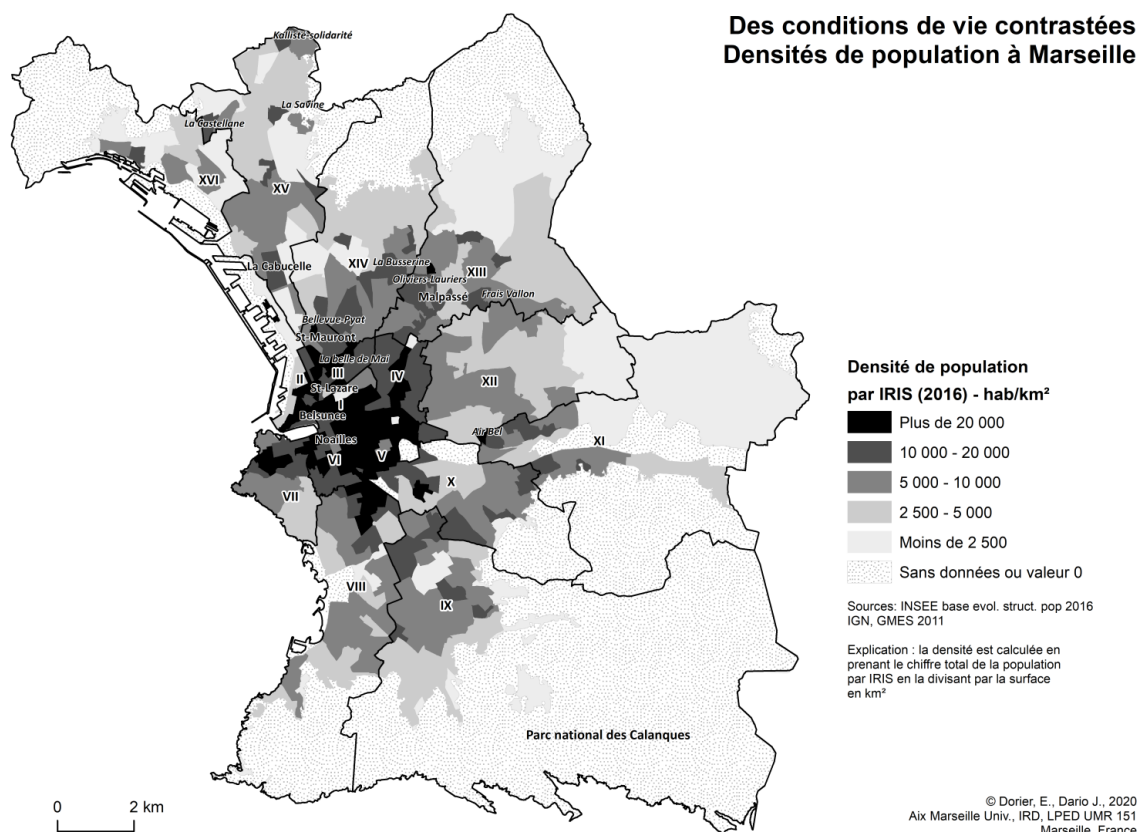 Des conditions de vie contrastées
Densités de population à Marseille
Kalliste-solidarité
La Savine
La Castellane
XVI
XV
XIV
La Cabucelle
La Busserine
XIII
Oliviers-Lauriers
Malpassé
Frais Vallon
Bellevue-Pyat
St-Mauront
La belle de Mai
II
III
IV
XII
St-Lazare
I
Belsunce
Noailles
Air Bel
XI
VI
V
VII
X
VIII
IX
Parc national des Calanques
Densité de population
par IRIS (2016) - hab/km²
Plus de 20 000
10 000 - 20 000
5 000 - 10 000
2 500 - 5 000
Moins de 2 500
Sans données ou valeur 0
Sources: INSEE base evol. struct. pop 2016
IGN, GMES 2011
Explication : la densité est calculée en
prenant le chiffre total de la population
par IRIS en la divisant par la surface
en km²
0 2 km
© Dorier, E., Dario J., 2020
Aix Marseille Univ., IRD, LPED UMR 151
Marseille, France